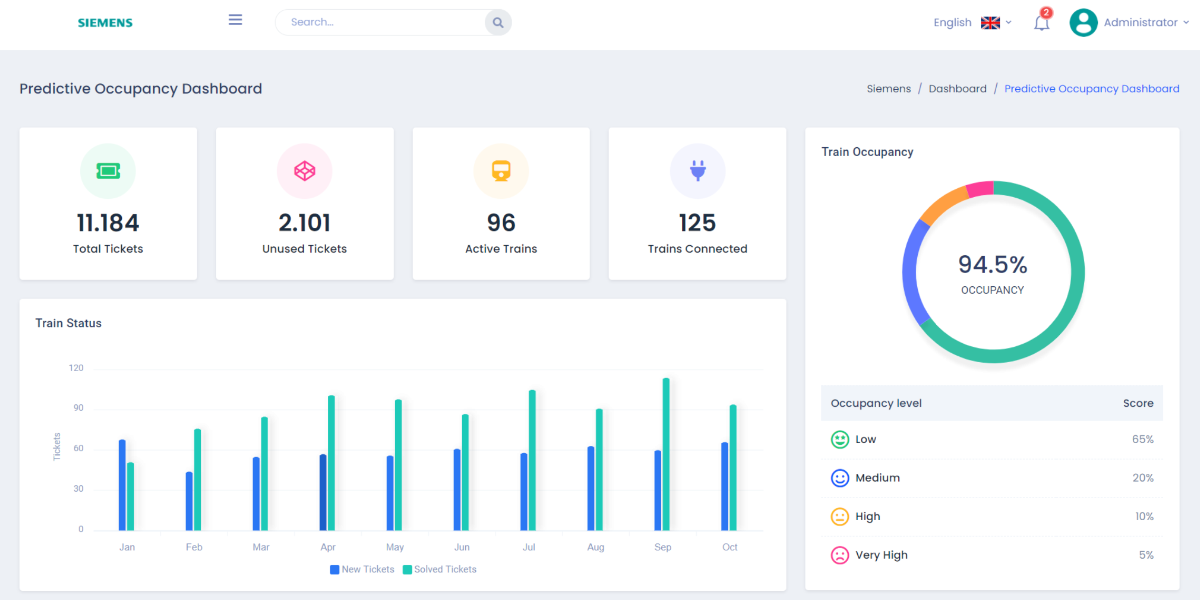 SIEMENS
Search...
English
2
Administrator
Predictive Occupancy Dashboard
Siemens / Dashboard / Predictive Occupancy Dashboard
11.184
Total Tickets
2.101
Unused Tickets
96
Active Trains
125
Trains Connected
Train Status
120
90
60
30
0
Tickets
Jan Feb Mar Apr May Jun Jul Aug Sep Oct
New Tickets Solved Tickets
Train Occupancy
94.5%
OCCUPANCY
Occupancy level Score
Low 65%
Medium 20%
High 10%
Very High 5%